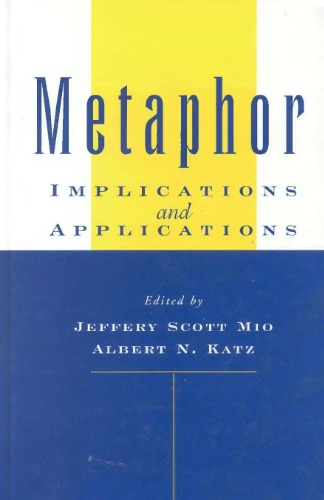 Metaphor
IMPLICATIONS
and
APPLICATIONS
Edited by
JEFFERY SCOTT MIO
ALBERT N. KATZ